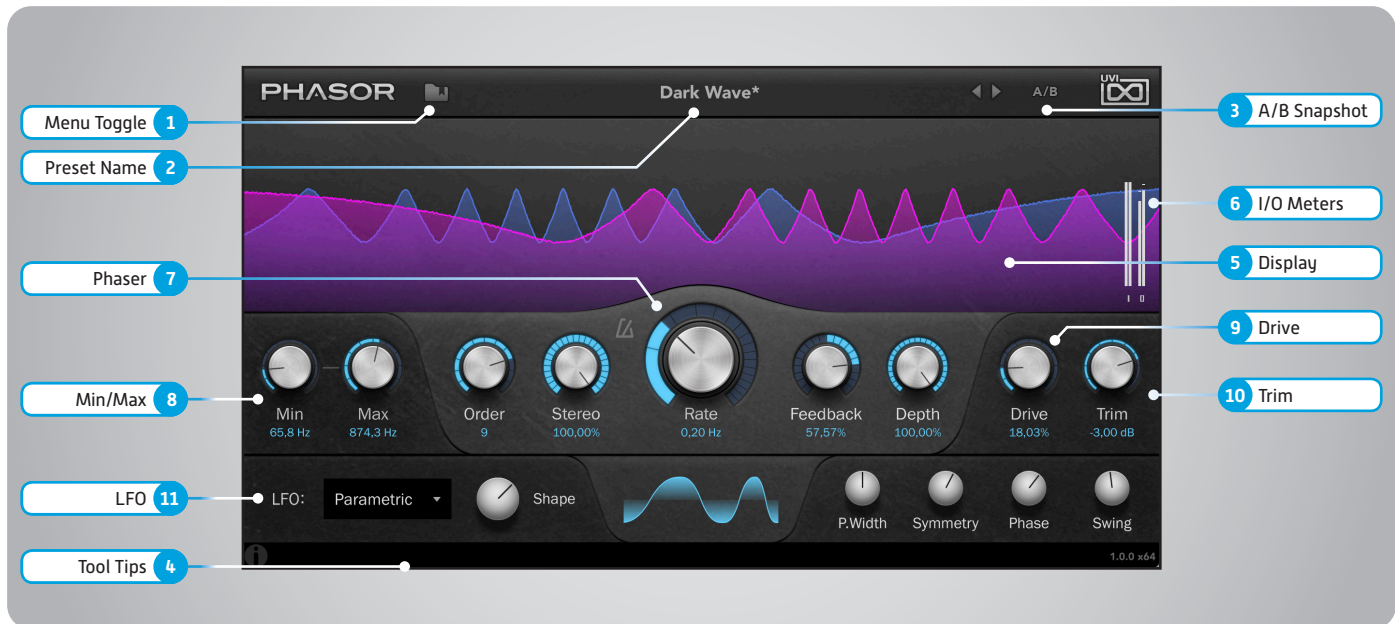 PHASOR
Dark Wave*
A/B
UVI
Menu Toggle 1
Preset Name 2
3 A/B Snapshot
6 I/O Meters
5 Display
Phaser 7
I O
9 Drive
Min/Max 8
10 Trim
Min
65,8 Hz
Max
874,3 Hz
Order
9
Stereo
100,00%
Rate
0,20 Hz
Feedback
57,57%
Depth
100,00%
Drive
18,03%
Trim
-3,00 dB
LFO 11
LFO:
Parametric
Shape
P.Width
Symmetry
Phase
Swing
Tool Tips 4
i
1.0.0 x64